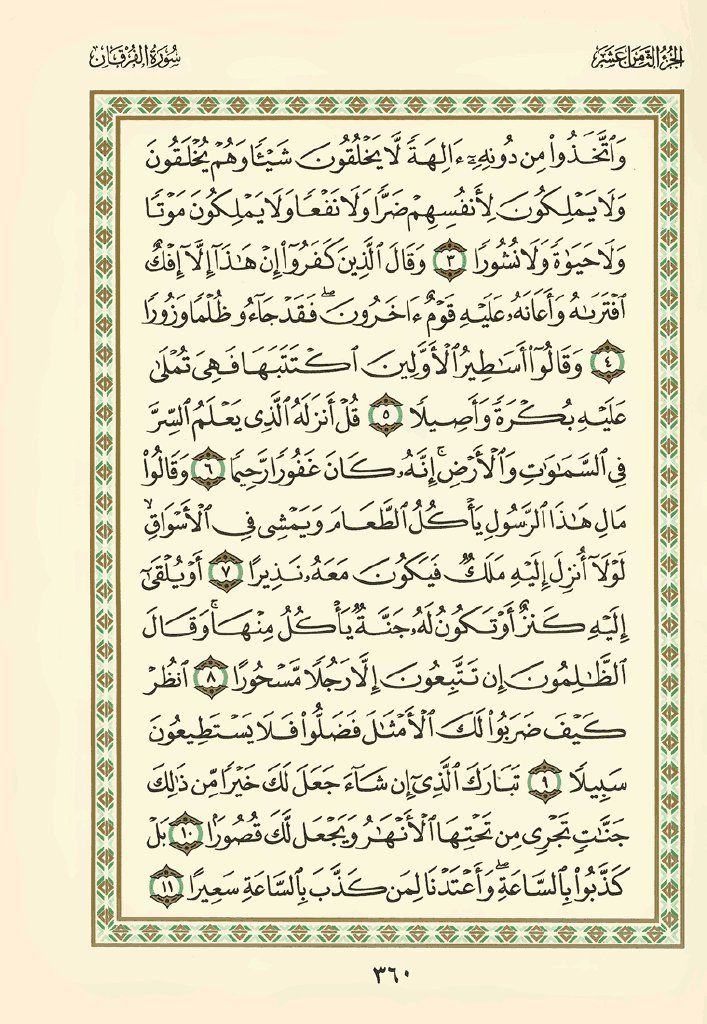 الجزء الثامن عشر
سورة الفرقان
وَٱتَّخَذُوا۟ مِن دُونِهِۦٓ ءَالِهَةً لَّا يَخْلُقُونَ شَيْـًٔا وَهُمْ يُخْلَقُونَ
وَلَا يَمْلِكُونَ لِأَنفُسِهِمْ ضَرًّا وَلَا نَفْعًا وَلَا يَمْلِكُونَ مَوْتًا
وَلَا حَيَوٰةً وَلَا نُشُورًا ٣ وَقَالَ ٱلَّذِينَ كَفَرُوٓا۟ إِنْ هَـٰذَآ إِلَّآ إِفْكٌ
ٱفْتَرَىٰهُ وَأَعَانَهُۥ عَلَيْهِ قَوْمٌ ءَاخَرُونَ ۖ فَقَدْ جَآءُو ظُلْمًا وَزُورًا
٤ وَقَالُوٓا۟ أَسَـٰطِيرُ ٱلْأَوَّلِينَ ٱكْتَتَبَهَا فَهِىَ تُمْلَىٰ
عَلَيْهِ بُكْرَةً وَأَصِيلًا ٥ قُلْ أَنزَلَهُ ٱلَّذِى يَعْلَمُ ٱلسِّرَّ
فِى ٱلسَّمَـٰوَٰتِ وَٱلْأَرْضِ ۚ إِنَّهُۥ كَانَ غَفُورًا رَّحِيمًا ٦ وَقَالُوا۟
مَالِ هَـٰذَا ٱلرَّسُولِ يَأْكُلُ ٱلطَّعَامَ وَيَمْشِى فِى ٱلْأَسْوَاقِ ۙ
لَوْلَآ أُنزِلَ إِلَيْهِ مَلَكٌ فَيَكُونَ مَعَهُۥ نَذِيرًا ٧ أَوْ يُلْقَىٰٓ
إِلَيْهِ كَنزٌ أَوْ تَكُونُ لَهُۥ جَنَّةٌ يَأْكُلُ مِنْهَا ۚ وَقَالَ
ٱلظَّـٰلِمُونَ إِن تَتَّبِعُونَ إِلَّا رَجُلًا مَّسْحُورًا ٨ ٱنظُرْ
كَيْفَ ضَرَبُوا۟ لَكَ ٱلْأَمْثَـٰلَ فَضَلُّوا۟ فَلَا يَسْتَطِيعُونَ
سَبِيلًا ٩ تَبَارَكَ ٱلَّذِىٓ إِن شَآءَ جَعَلَ لَكَ خَيْرًا مِّن ذَٰلِكَ
جَنَّـٰتٍ تَجْرِى مِن تَحْتِهَا ٱلْأَنْهَـٰرُ وَيَجْعَل لَّكَ قُصُورًۢا ١٠ بَلْ
كَذَّبُوا۟ بِٱلسَّاعَةِ ۖ وَأَعْتَدْنَا لِمَن كَذَّبَ بِٱلسَّاعَةِ سَعِيرًا ١١
٣٦٠